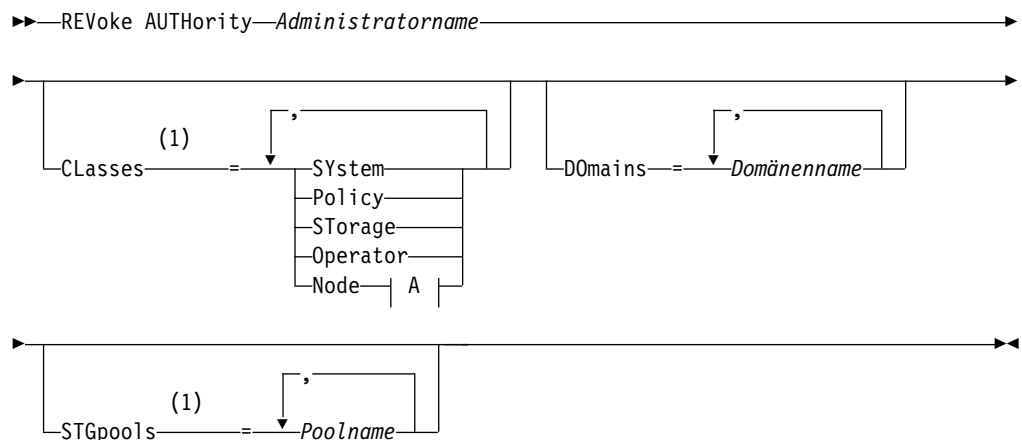 REVoke AUTHority Administratorname
,
,
(1)
CLasses = SYstem
DOmains = Domänenname
Policy
STorage
Operator
Node A
,
(1)
STGpools = Poolname